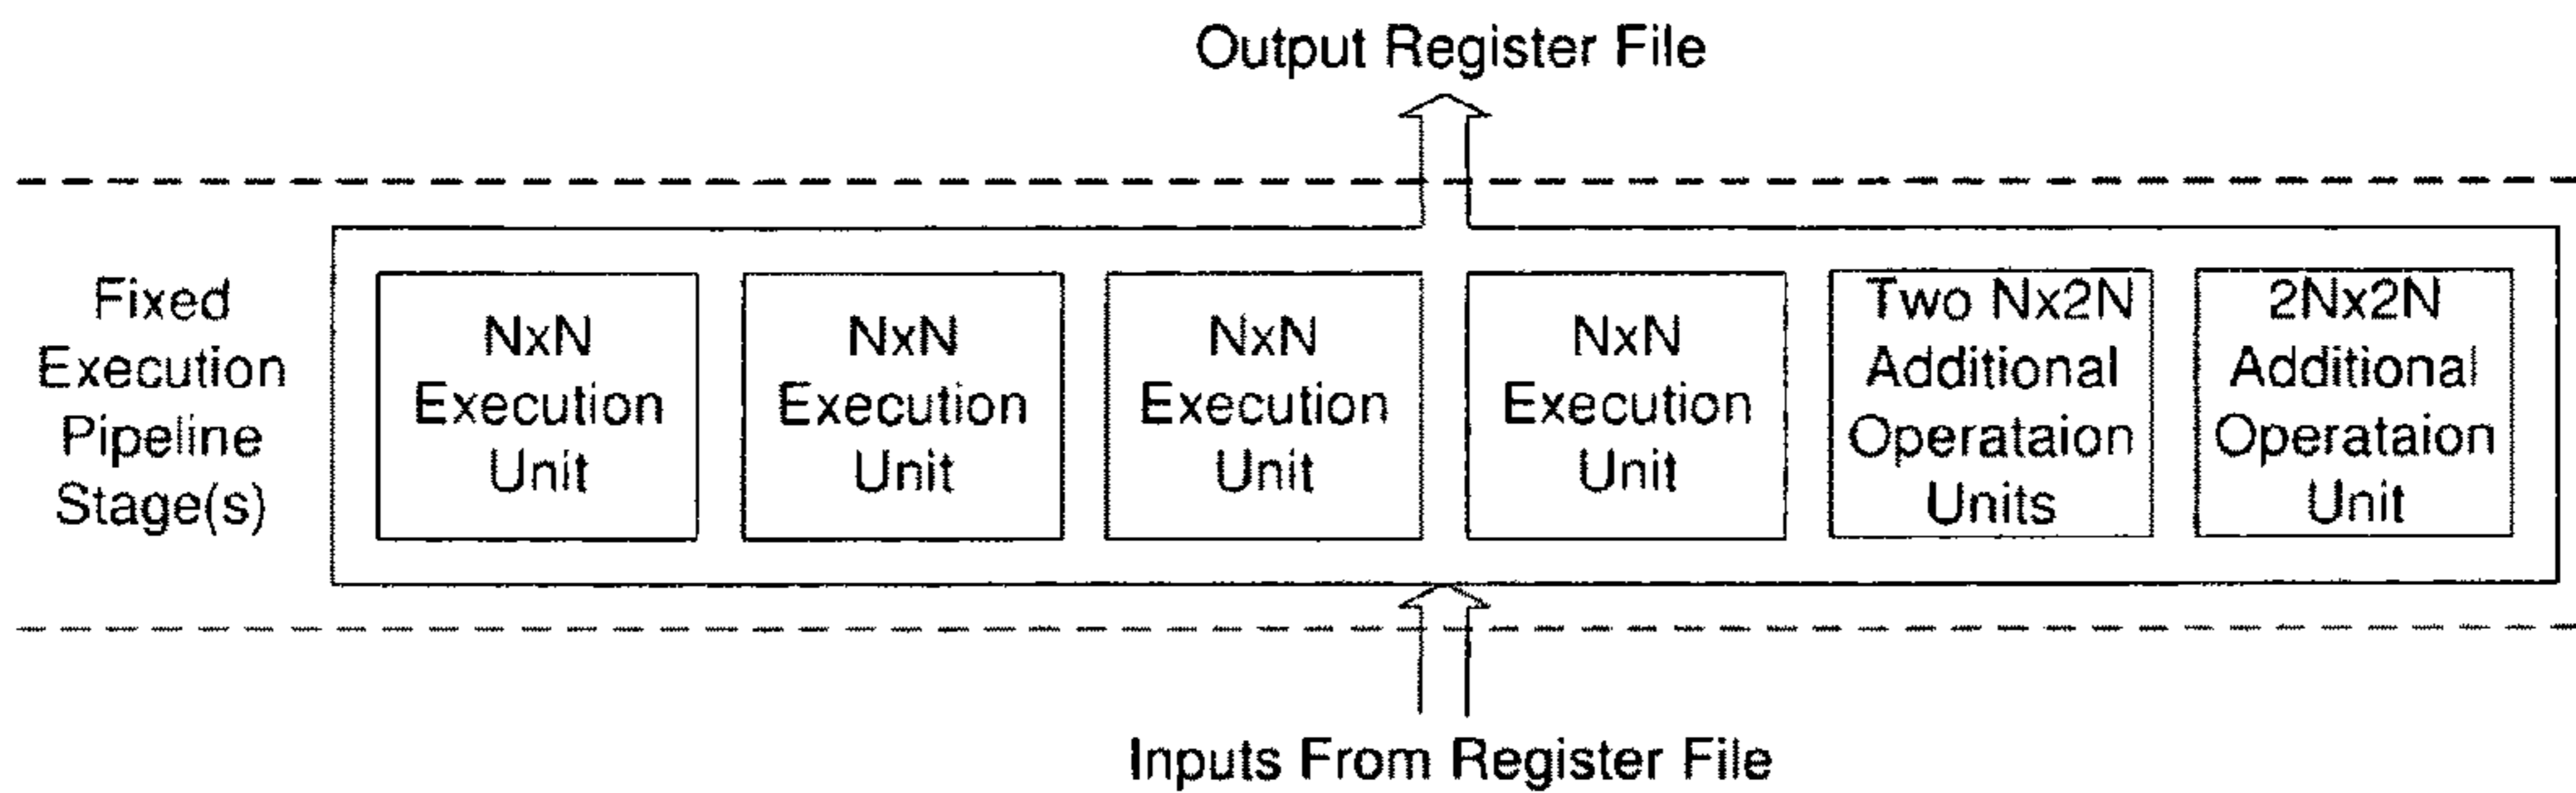 Output Register File
Fixed
Execution
Pipeline
Stage(s)
NxN
Execution
Unit
NxN
Execution
Unit
NxN
Execution
Unit
NxN
Execution
Unit
Two Nx2N
Additional
Operataion
Units
2Nx2N
Additional
Operataion
Unit
Inputs From Register File